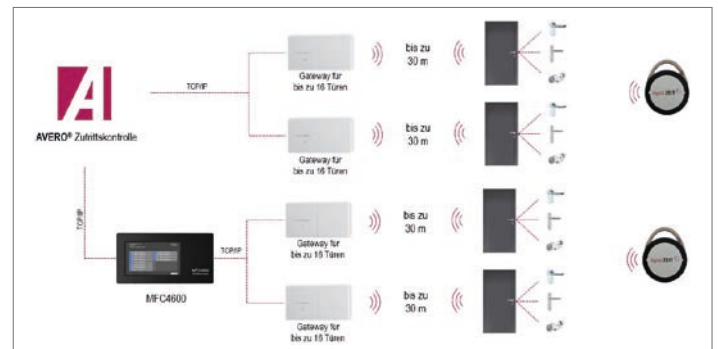 TCP/IP
Gateway für
bis zu 16 Türen
bis zu
30 m
AVERO® Zutrittskontrolle
Gateway für
bis zu 16 Türen
bis zu
30 m
TCP/IP
MFC4600
TCP/IP
Gateway für
bis zu 16 Türen
bis zu
30 m
Gateway für
bis zu 16 Türen
bis zu
30 m